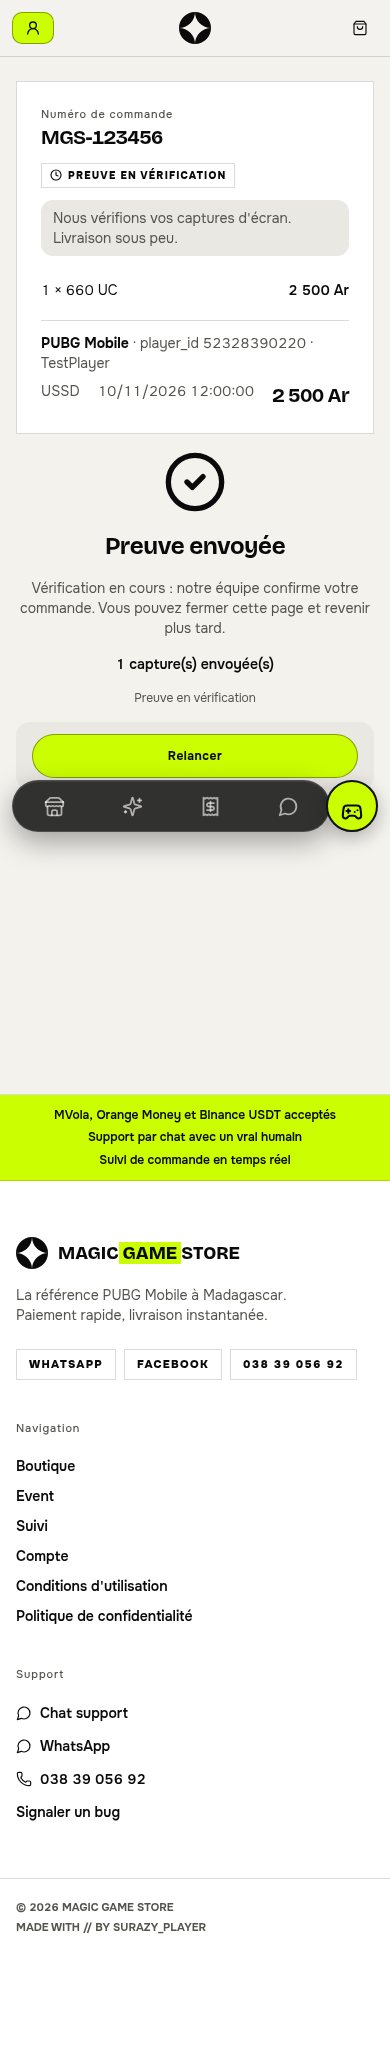 Numéro de commande
MGS-123456
PREUVE EN VÉRIFICATION
Nous vérifions vos captures d'écran.
Livraison sous peu.
1 × 660 UC 2 500 Ar
PUBG Mobile · player_id 52328390220 ·
TestPlayer
USSD 10/11/2026 12:00:00 2 500 Ar
Preuve envoyée
Vérification en cours : notre équipe confirme votre
commande. Vous pouvez fermer cette page et revenir
plus tard.
1 capture(s) envoyée(s)
Preuve en vérification
Relancer
MVola, Orange Money et Binance USDT acceptés
Support par chat avec un vrai humain
Suivi de commande en temps réel
MAGIC GAME STORE
La référence PUBG Mobile à Madagascar.
Paiement rapide, livraison instantanée.
WHATSAPP FACEBOOK 038 39 056 92
Navigation
Boutique
Event
Suivi
Compte
Conditions d'utilisation
Politique de confidentialité
Support
Chat support
WhatsApp
038 39 056 92
Signaler un bug
© 2026 MAGIC GAME STORE
MADE WITH // BY SURAZY_PLAYER